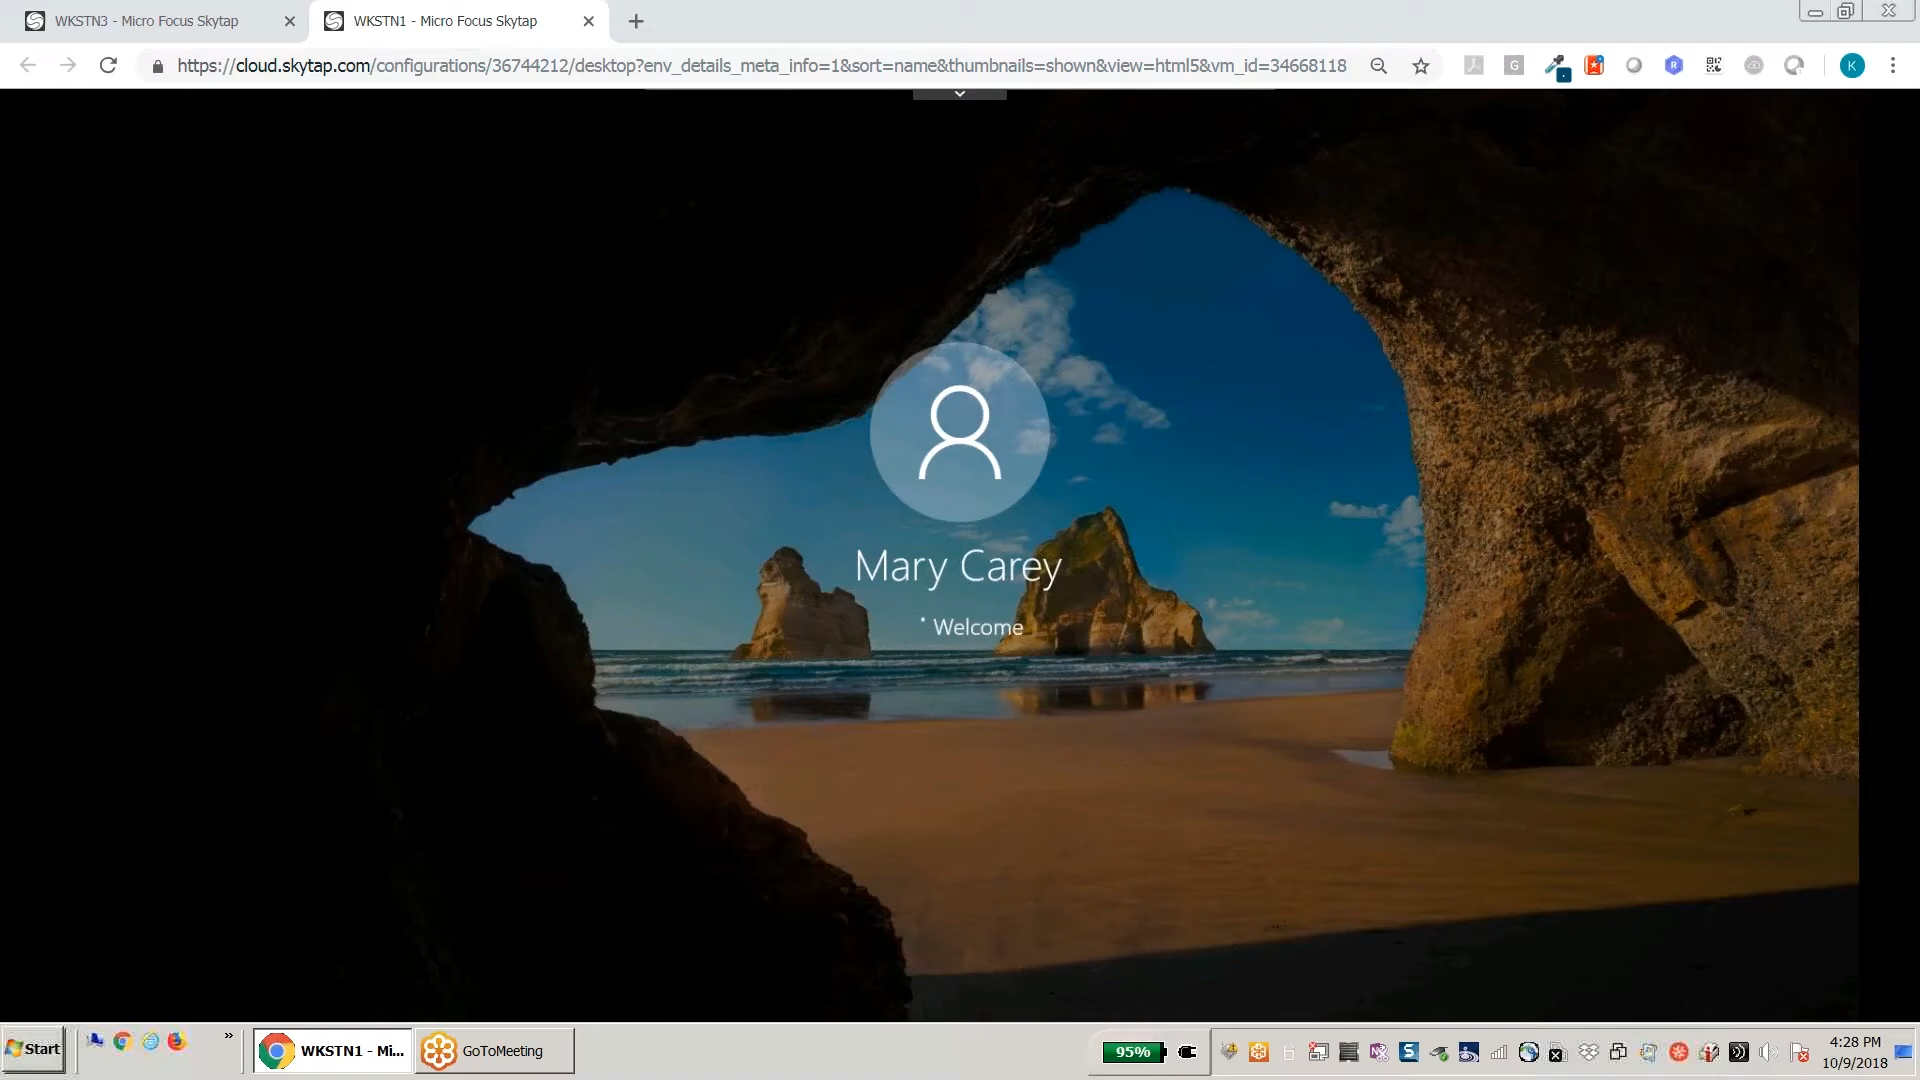 WKSTN3 - Micro Focus Skytap
WKSTN1 - Micro Focus Skytap
https://cloud.skytap.com/configurations/36744212/desktop?env_details_meta_info=1&sort=name&thumbnails=shown&view=html5&vm_id=34668118
K
Mary Carey
Welcome
Start
WKSTN1 - Mi...
GoToMeeting
95%
4:28 PM
10/9/2018